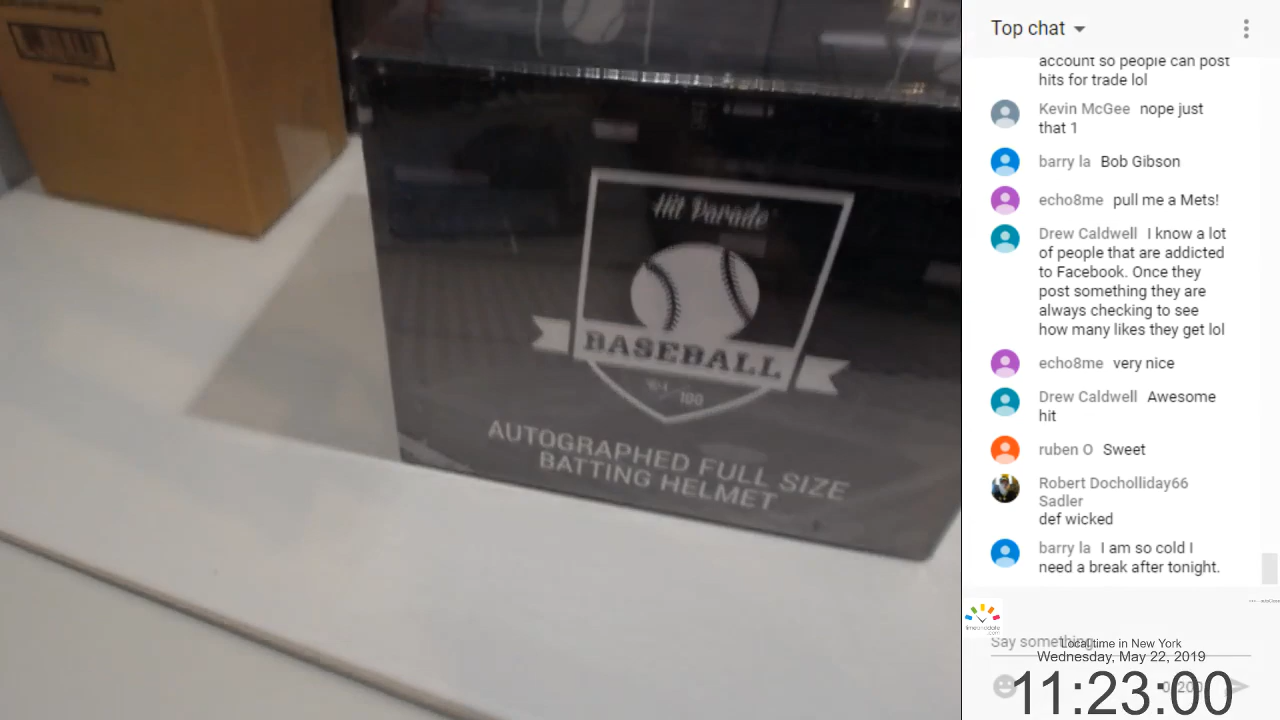 Hit Parade
BASEBALL
100
AUTOGRAPHED FULL SIZE
BATTING HELMET
Top chat
account so people can post
hits for trade lol
Kevin McGee nope just
that 1
barry la Bob Gibson
echo8me pull me a Mets!
Drew Caldwell I know a lot
of people that are addicted
to Facebook. Once they
post something they are
always checking to see
how many likes they get lol
echo8me very nice
Drew Caldwell Awesome
hit
ruben O Sweet
Robert Docholliday66
Sadler
def wicked
barry la I am so cold I
need a break after tonight.
Say something...
Local time in New York
Wednesday, May 22, 2019
11:23:00